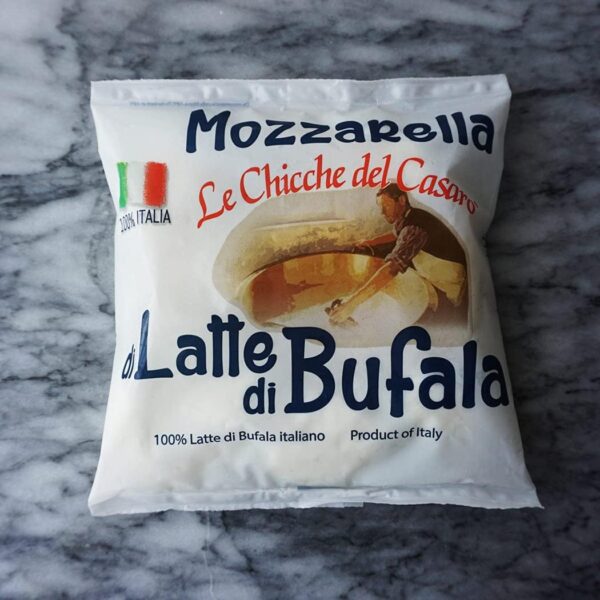 Mozzarella
Le Chicche del Casaro
100% ITALIA
di Latte
di Bufala
100% Latte di Bufala italiano Product of Italy